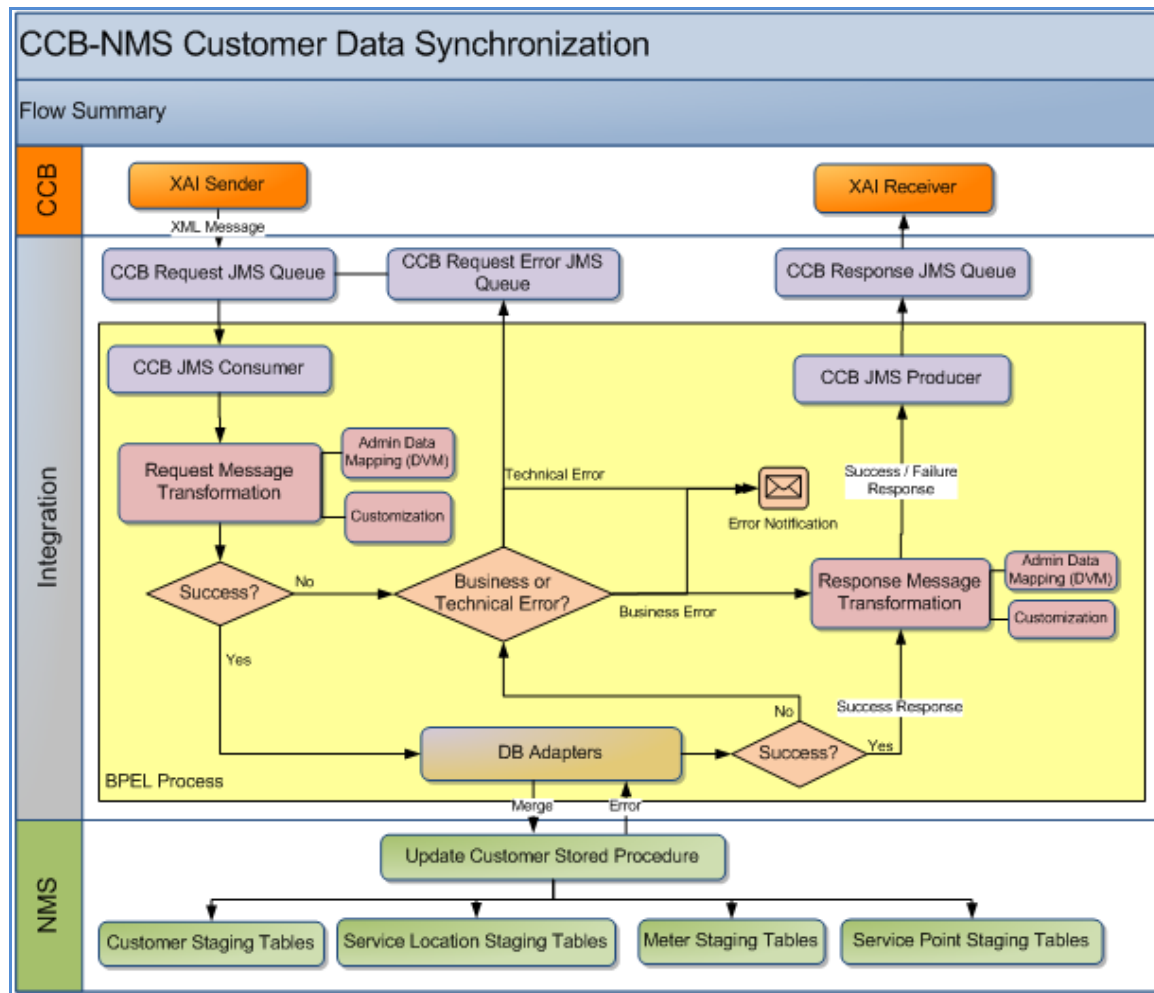 CCB-NMS Customer Data Synchronization
Flow Summary
CCB
XAI Sender
XAI Receiver
XML Message
Integration
CCB Request JMS Queue
CCB Request Error JMS
Queue
CCB Response JMS Queue
CCB JMS Consumer
CCB JMS Producer
Request Message
Transformation
Admin Data
Mapping (DVM)
Customization
Technical Error
Error Notification
Success / Failure
Response
Success?
No
Business or
Technical Error?
Business Error
Response Message
Transformation
Admin Data
Mapping (DVM)
Customization
Yes
No
Success Response
DB Adapters
Success?
Yes
BPEL Process
Merge
Error
NMS
Update Customer Stored Procedure
Customer Staging Tables
Service Location Staging Tables
Meter Staging Tables
Service Point Staging Tables